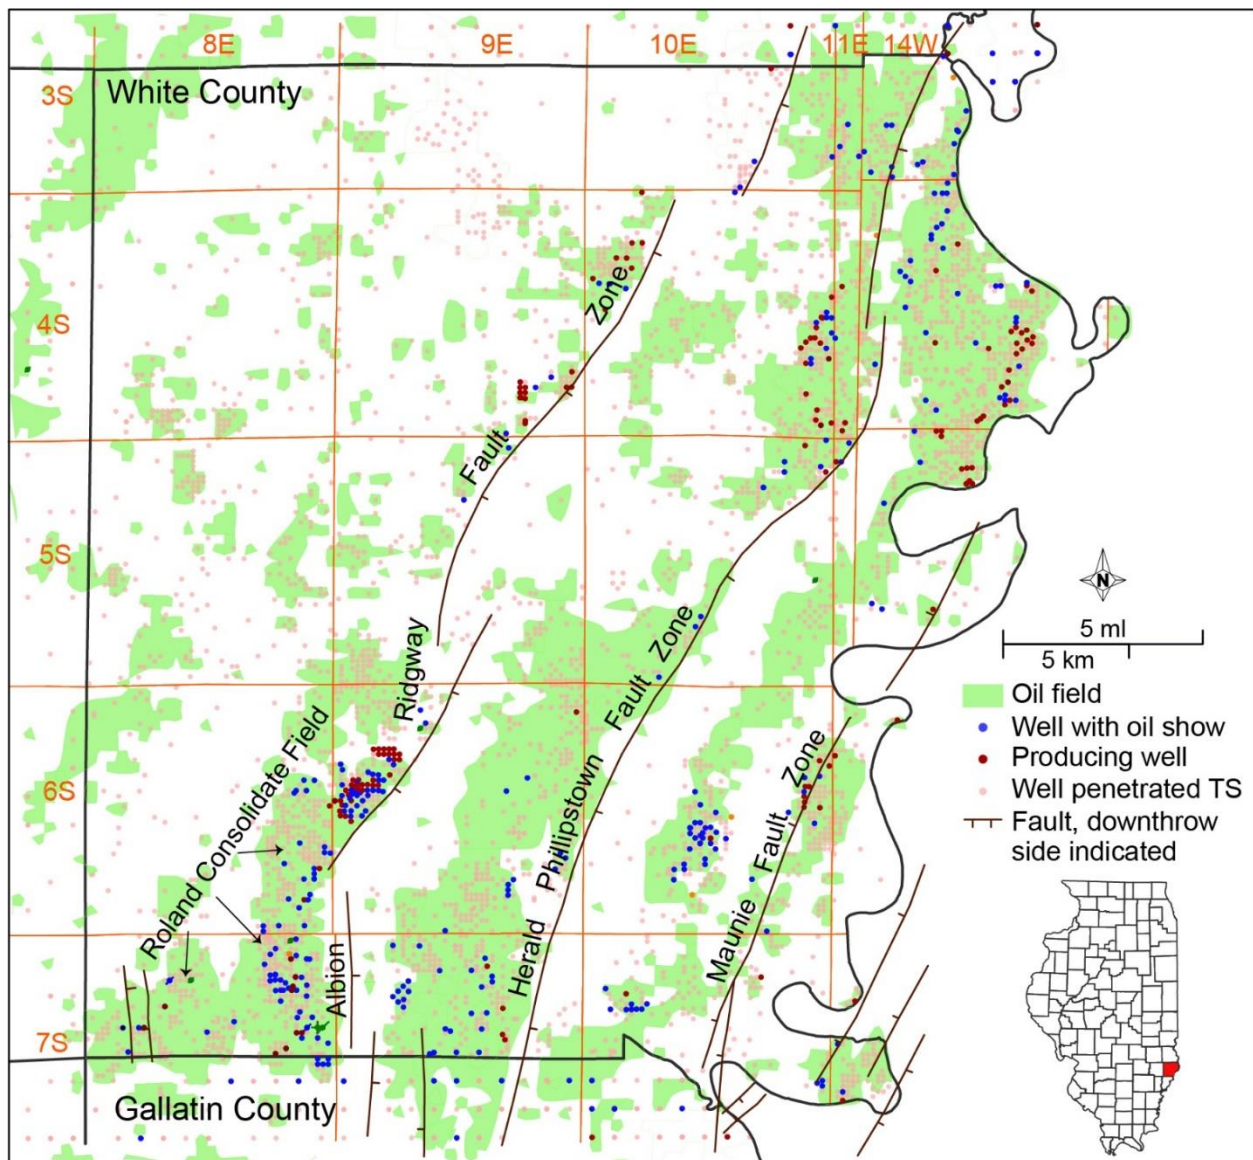 8E
9E
10E
11E
14W
3S
White County
4S
Fault
Zone
5S
5 ml
5 km
Oil field
Well with oil show
Producing well
Well penetrated TS
Fault, downthrow
side indicated
N
Ridgway
Herald Phillipstown Fault Zone
Maunie Fault Zone
Roland Consolidate Field
6S
Albion
7S
Gallatin County